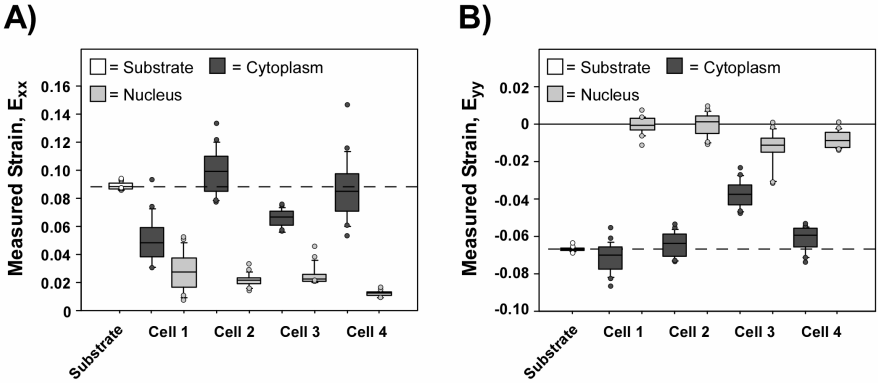 A)
Measured Strain, Exx
0.16
0.14
0.12
0.10
0.08
0.06
0.04
0.02
0
= Substrate
= Cytoplasm
= Nucleus
Substrate
Cell 1
Cell 2
Cell 3
Cell 4
B)
Measured Strain, Eyy
0.02
0
-0.02
-0.04
-0.06
-0.08
-0.10
= Substrate
= Cytoplasm
= Nucleus
Substrate
Cell 1
Cell 2
Cell 3
Cell 4